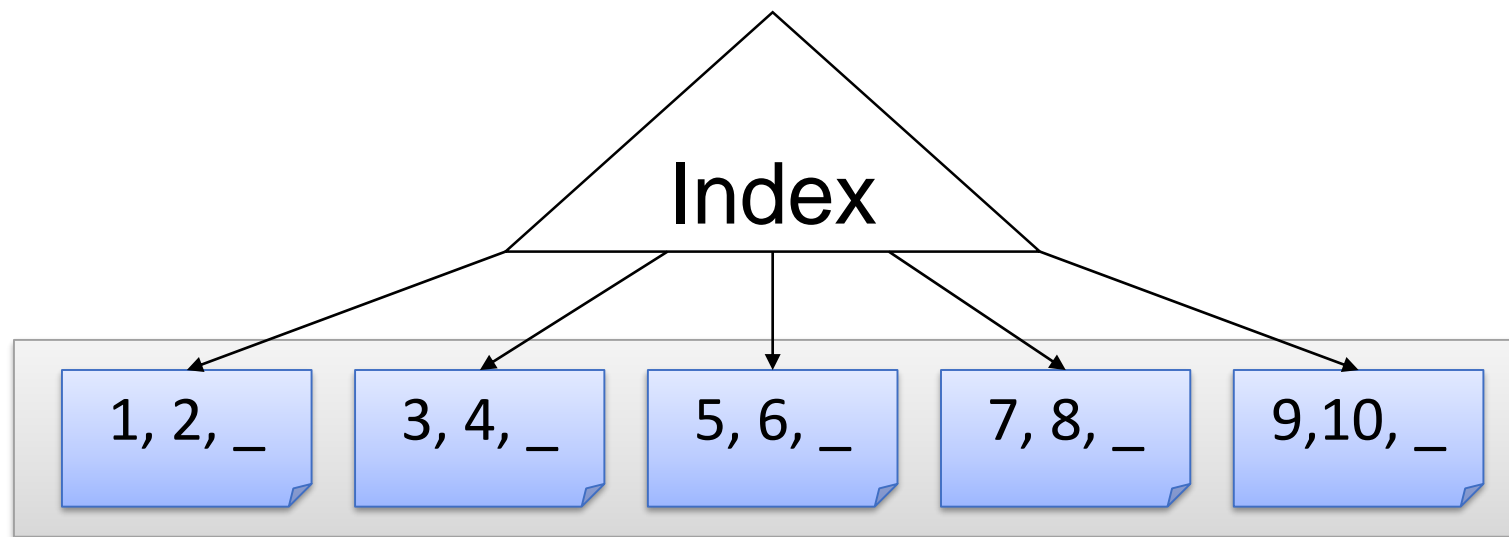 Index
1, 2, _
3, 4, _
5, 6, _
7, 8, _
9,10, _